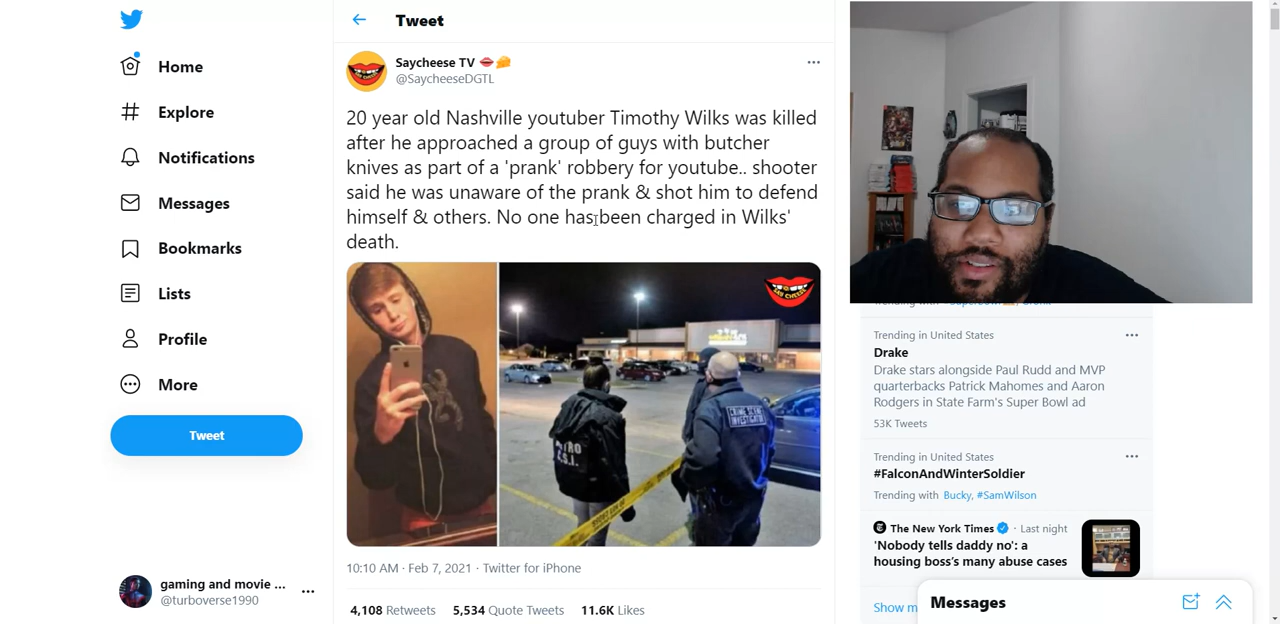 Tweet
Home
Explore
Notifications
Messages
Bookmarks
Lists
Profile
More
Tweet
gaming and movie ...
@turboverse1990
Saycheese TV
@SaycheeseDGTL
20 year old Nashville youtuber Timothy Wilks was killed
after he approached a group of guys with butcher
knives as part of a 'prank' robbery for youtube.. shooter
said he was unaware of the prank & shot him to defend
himself & others. No one has been charged in Wilks'
death.
SAY CHEESE
METRO
C.S.I.
CRIME SCENE
INVESTIGATOR
10:10 AM · Feb 7, 2021 · Twitter for iPhone
4,108 Retweets 5,534 Quote Tweets 11.6K Likes
Trending in United States
Drake
Drake stars alongside Paul Rudd and MVP
quarterbacks Patrick Mahomes and Aaron
Rodgers in State Farm's Super Bowl ad
53K Tweets
Trending in United States
#FalconAndWinterSoldier
Trending with Bucky, #SamWilson
The New York Times · Last night
'Nobody tells daddy no': a
housing boss's many abuse cases
Show
Messages